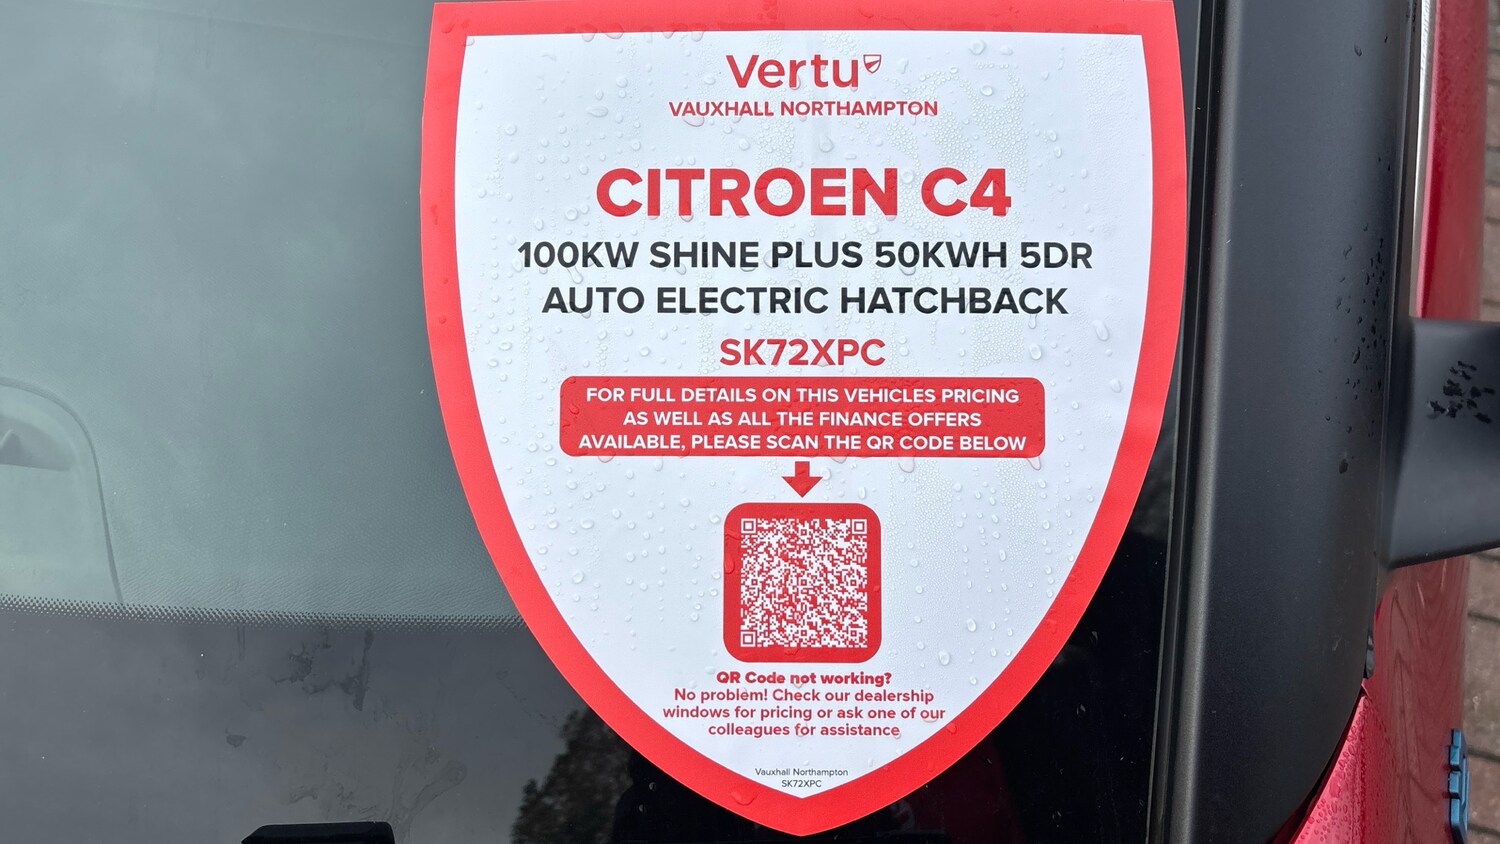 Vertu
VAUXHALL NORTHAMPTON
CITROEN C4
100KW SHINE PLUS 50KWH 5DR
AUTO ELECTRIC HATCHBACK
SK72XPC
FOR FULL DETAILS ON THIS VEHICLES PRICING
AS WELL AS ALL THE FINANCE OFFERS
AVAILABLE, PLEASE SCAN THE QR CODE BELOW
QR Code not working?
No problem! Check our dealership
windows for pricing or ask one of our
colleagues for assistance
Vauxhall Northampton
SK72XPC